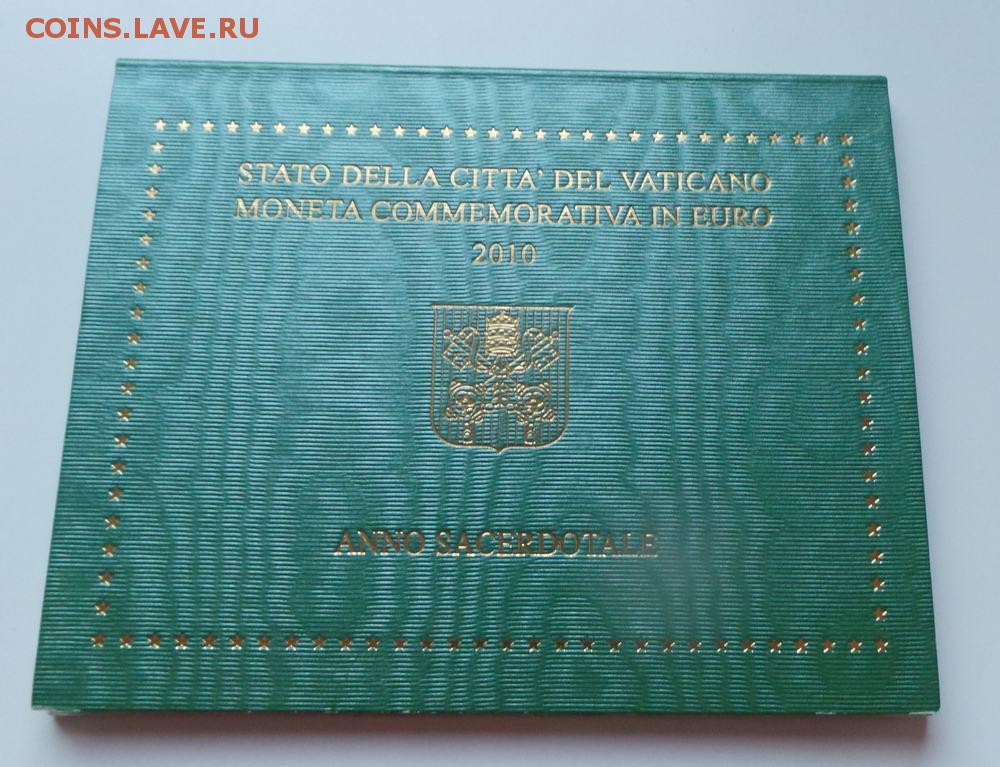 COINS.LAVE.RU
STATO DELLA CITTA' DEL VATICANO
MONETA COMMEMORATIVA IN EURO
2010
ANNO SACERDOTALE